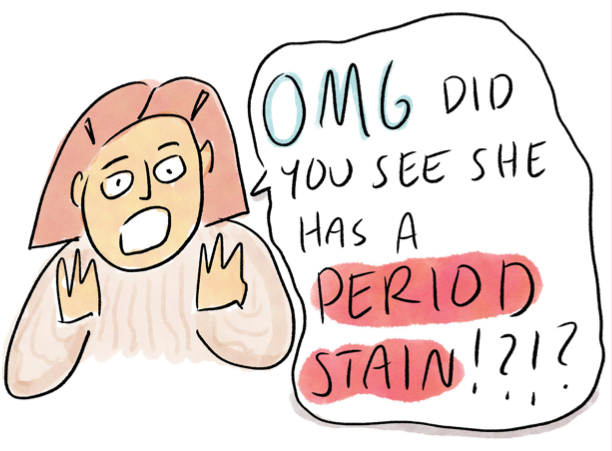 OMG DID
YOU SEE SHE
HAS A
PERIOD
STAIN!?!?